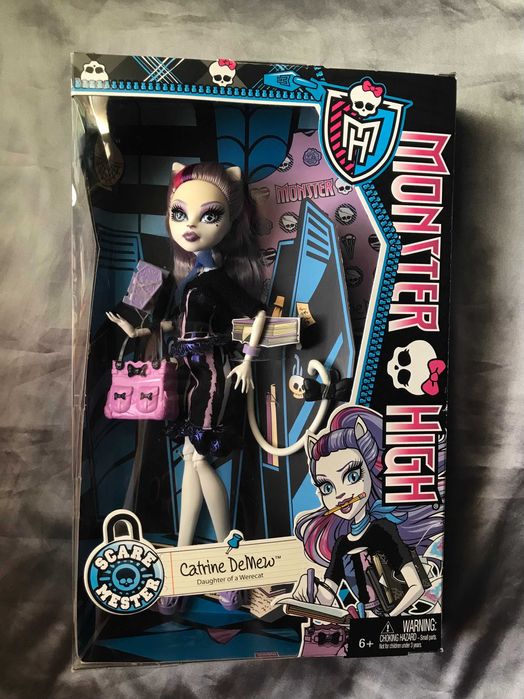 MH
MONSTER HIGH®
MONSTER
SCARE
MESTER
Catrine DeMew™
Daughter of a Werecat
6+
WARNING:
CHOKING HAZARD - Small parts.
Not for children under 3 years.